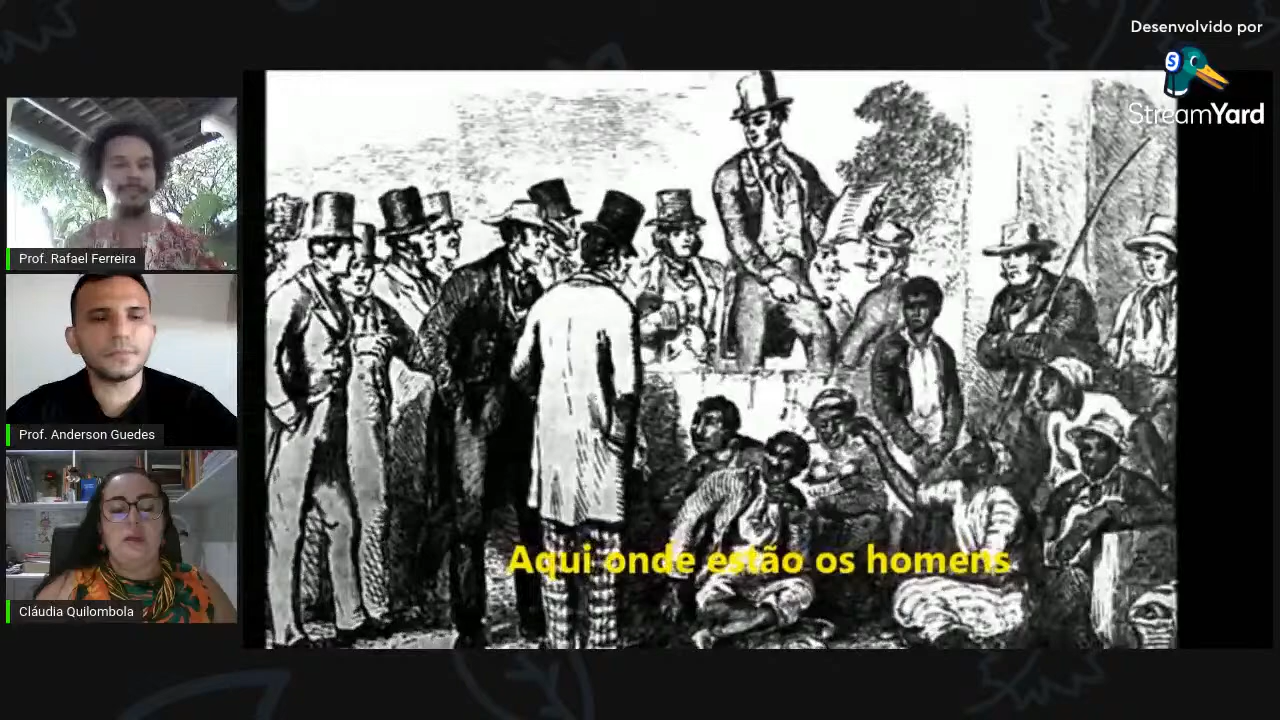 Desenvolvido por
StreamYard
Prof. Rafael Ferreira
Prof. Anderson Guedes
Cláudia Quilombola
Aqui onde estão os homens